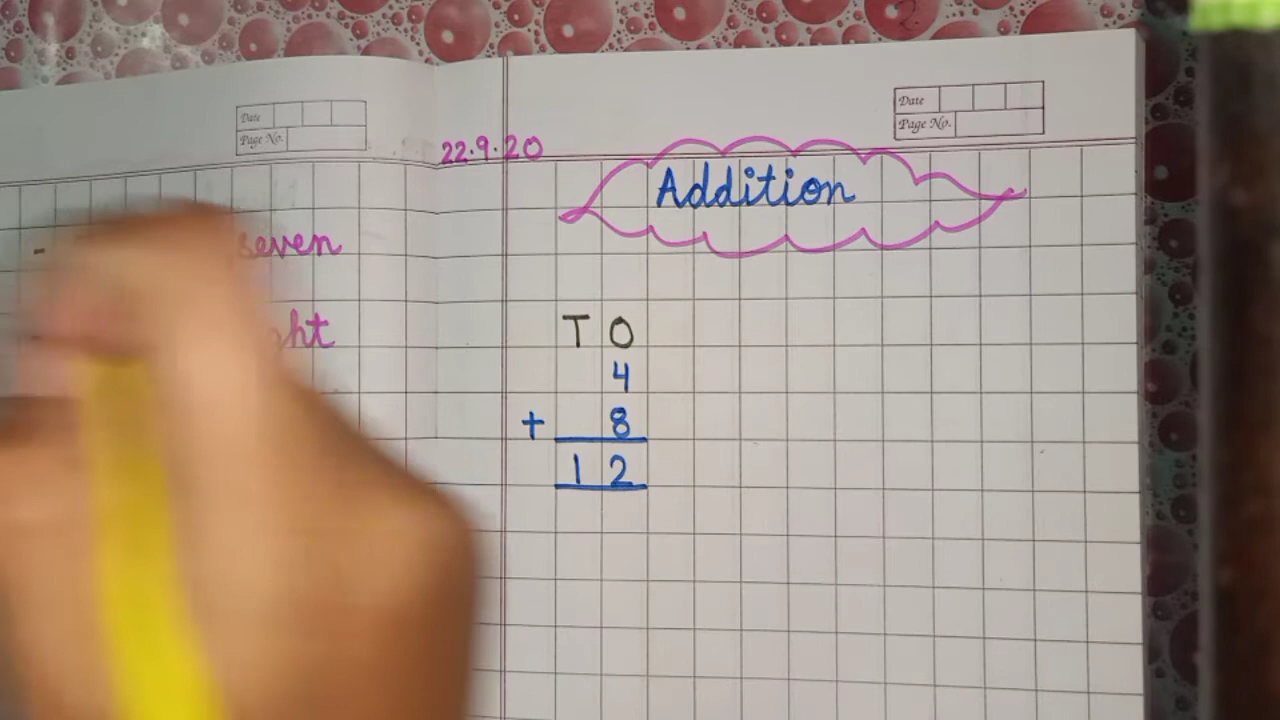 Date
Page No.
- seven
22.9.20
Date
Page No.
Addition
T O
4
+ 8
1 2